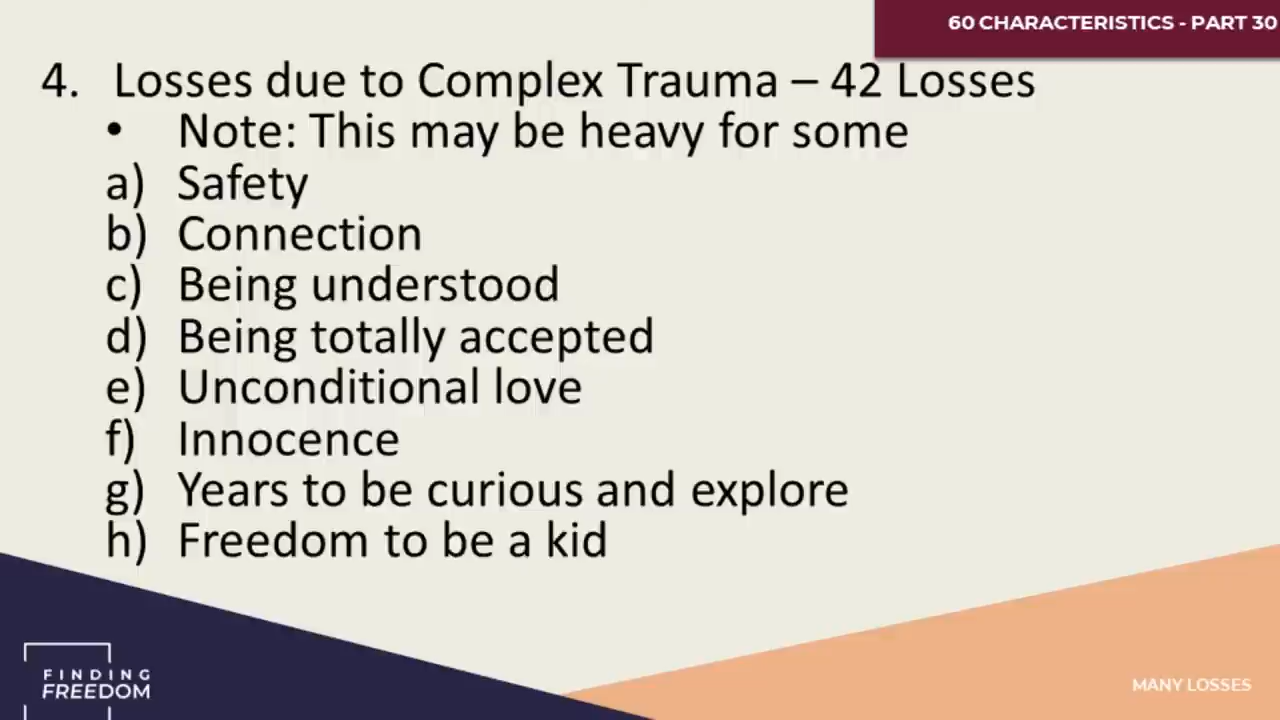 60 CHARACTERISTICS - PART 30
4. Losses due to Complex Trauma – 42 Losses
• Note: This may be heavy for some
a) Safety
b) Connection
c) Being understood
d) Being totally accepted
e) Unconditional love
f) Innocence
g) Years to be curious and explore
h) Freedom to be a kid
FINDING
FREEDOM
MANY LOSSES